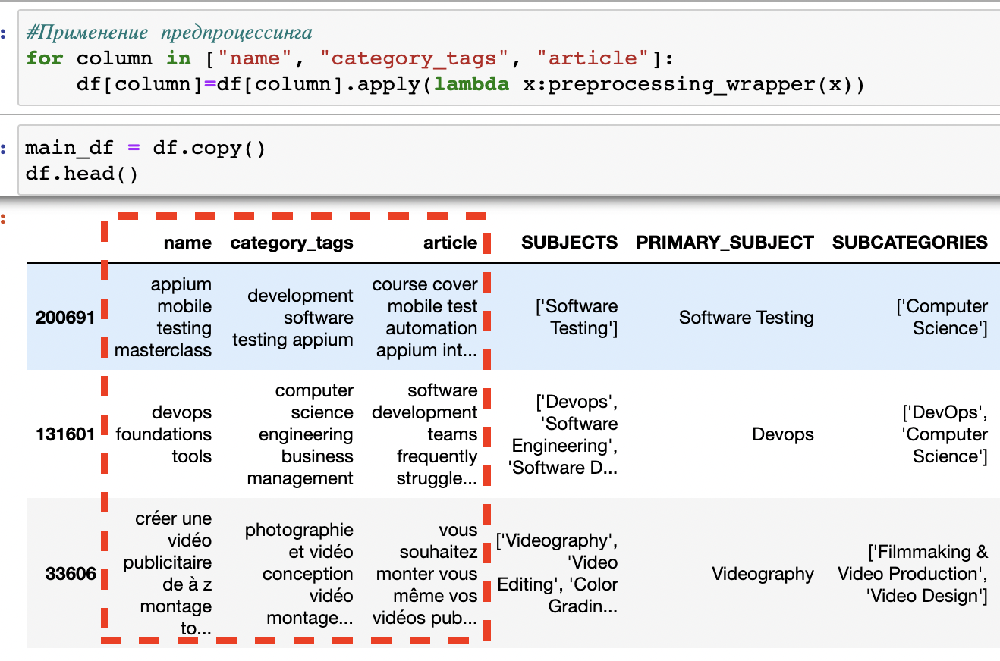 #Применение предпроцессинга
for column in ["name", "category_tags", "article"]:
df[column]=df[column].apply(lambda x:preprocessing_wrapper(x))
main_df = df.copy()
df.head()
name category_tags article SUBJECTS PRIMARY_SUBJECT SUBCATEGORIES
200691
appium
mobile
testing
masterclass
development
software
testing appium
course cover
mobile test
automation
appium int...
['Software
Testing']
Software Testing
['Computer
Science']
131601
devops
foundations
tools
computer
science
engineering
business
management
software
development
teams
frequently
struggle...
['Devops',
'Software
Engineering',
'Software D...
Devops
['DevOps',
'Computer
Science']
33606
créer une
vidéo
publicitaire
de à z
montage
to...
photographie
et vidéo
conception
vidéo
montage...
vous
souhaitez
monter vous
même vos
vidéos pub...
['Videography',
'Video
Editing', 'Color
Gradin...
Videography
['Filmmaking &
Video Production',
'Video Design']